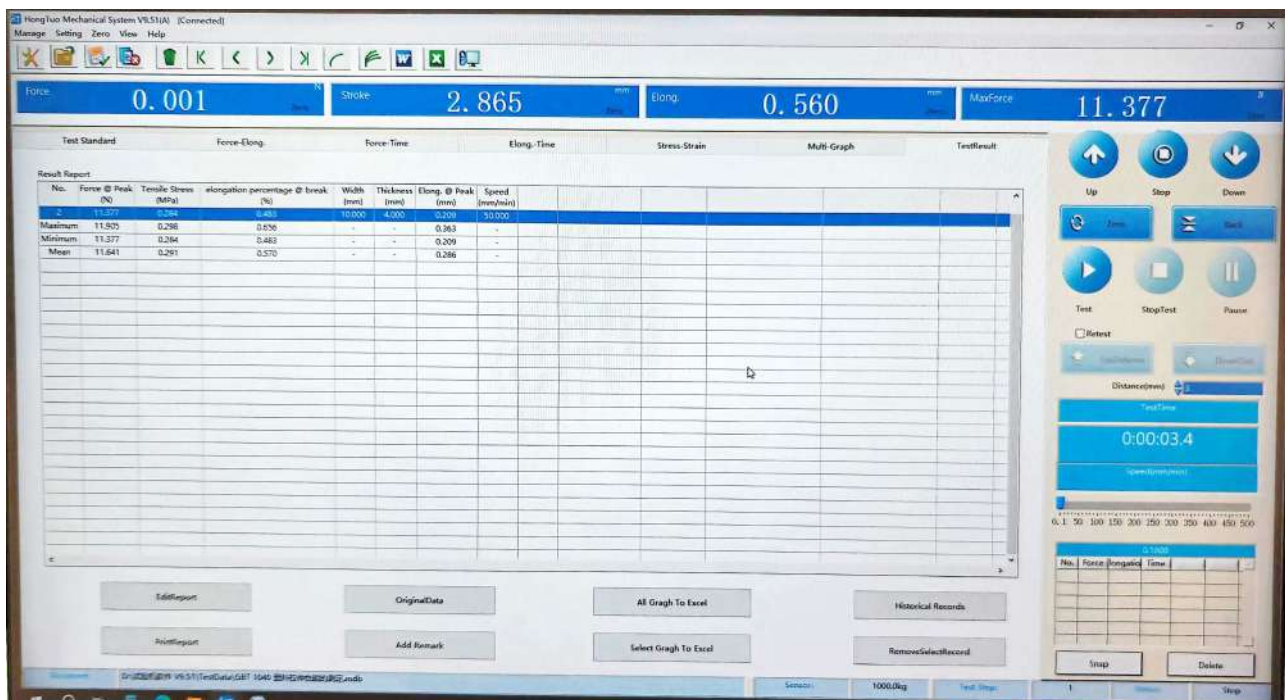 HongTuo Mechanical System V9.51(A) [Connected]
Manage Setting Zero View Help
Force N Stroke mm Elong. mm MaxForce N
0.001 2.865 0.560 11.377
Test Standard Force-Elong. Force-Time Elong.-Time Stress-Strain Multi-Graph TestResult
Result Report
No. Force @ Peak (N) Tensile Stress (MPa) elongation percentage @ break (%) Width (mm) Thickness (mm) Elong. @ Peak (mm) Speed (mm/min)
2 11.377 0.284 0.483 10.000 4.000 0.209 50.000
Maximum 11.905 0.298 0.656 - - 0.363 -
Minimum 11.377 0.284 0.483 - - 0.209 -
Mean 11.641 0.291 0.570 - - 0.286 -
Up Stop Down
Zero Back
Test StopTest Pause
Retest
Distance(mm)
TestTime
0:00:03.4
Speed(mm/min)
0.1 50 100 150 200 250 300 350 400 450 500
No. Force Elongatio Time
EditReport OriginalData All Gragh To Excel Historical Records
PrintReport Add Remark Select Gragh To Excel RemoveSelectRecord
Snap Delete
Sensor: 1000.0kg Test Step: 1 Stop